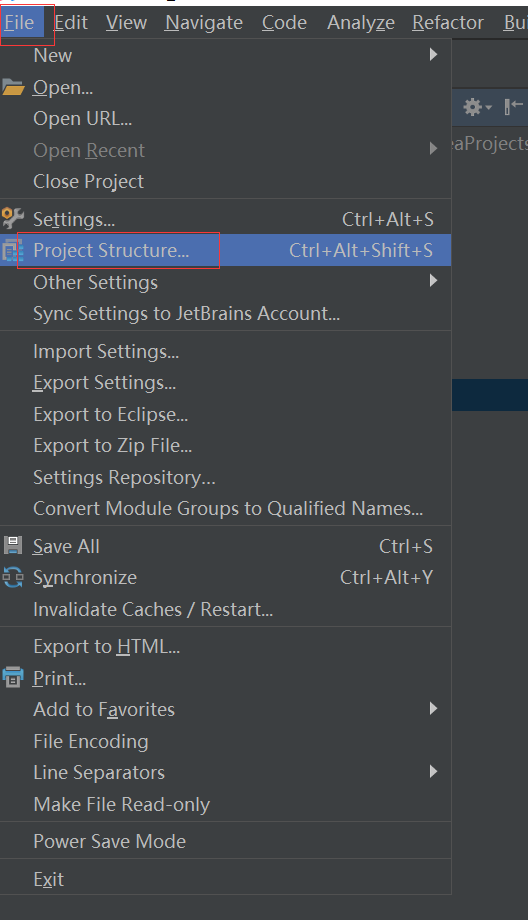 File Edit View Navigate Code Analyze Refactor
New
Open...
Open URL...
Open Recent
Close Project
Settings... Ctrl+Alt+S
Project Structure... Ctrl+Alt+Shift+S
Other Settings
Sync Settings to JetBrains Account...
Import Settings...
Export Settings...
Export to Eclipse...
Export to Zip File...
Settings Repository...
Convert Module Groups to Qualified Names...
Save All Ctrl+S
Synchronize Ctrl+Alt+Y
Invalidate Caches / Restart...
Export to HTML...
Print...
Add to Favorites
File Encoding
Line Separators
Make File Read-only
Power Save Mode
Exit